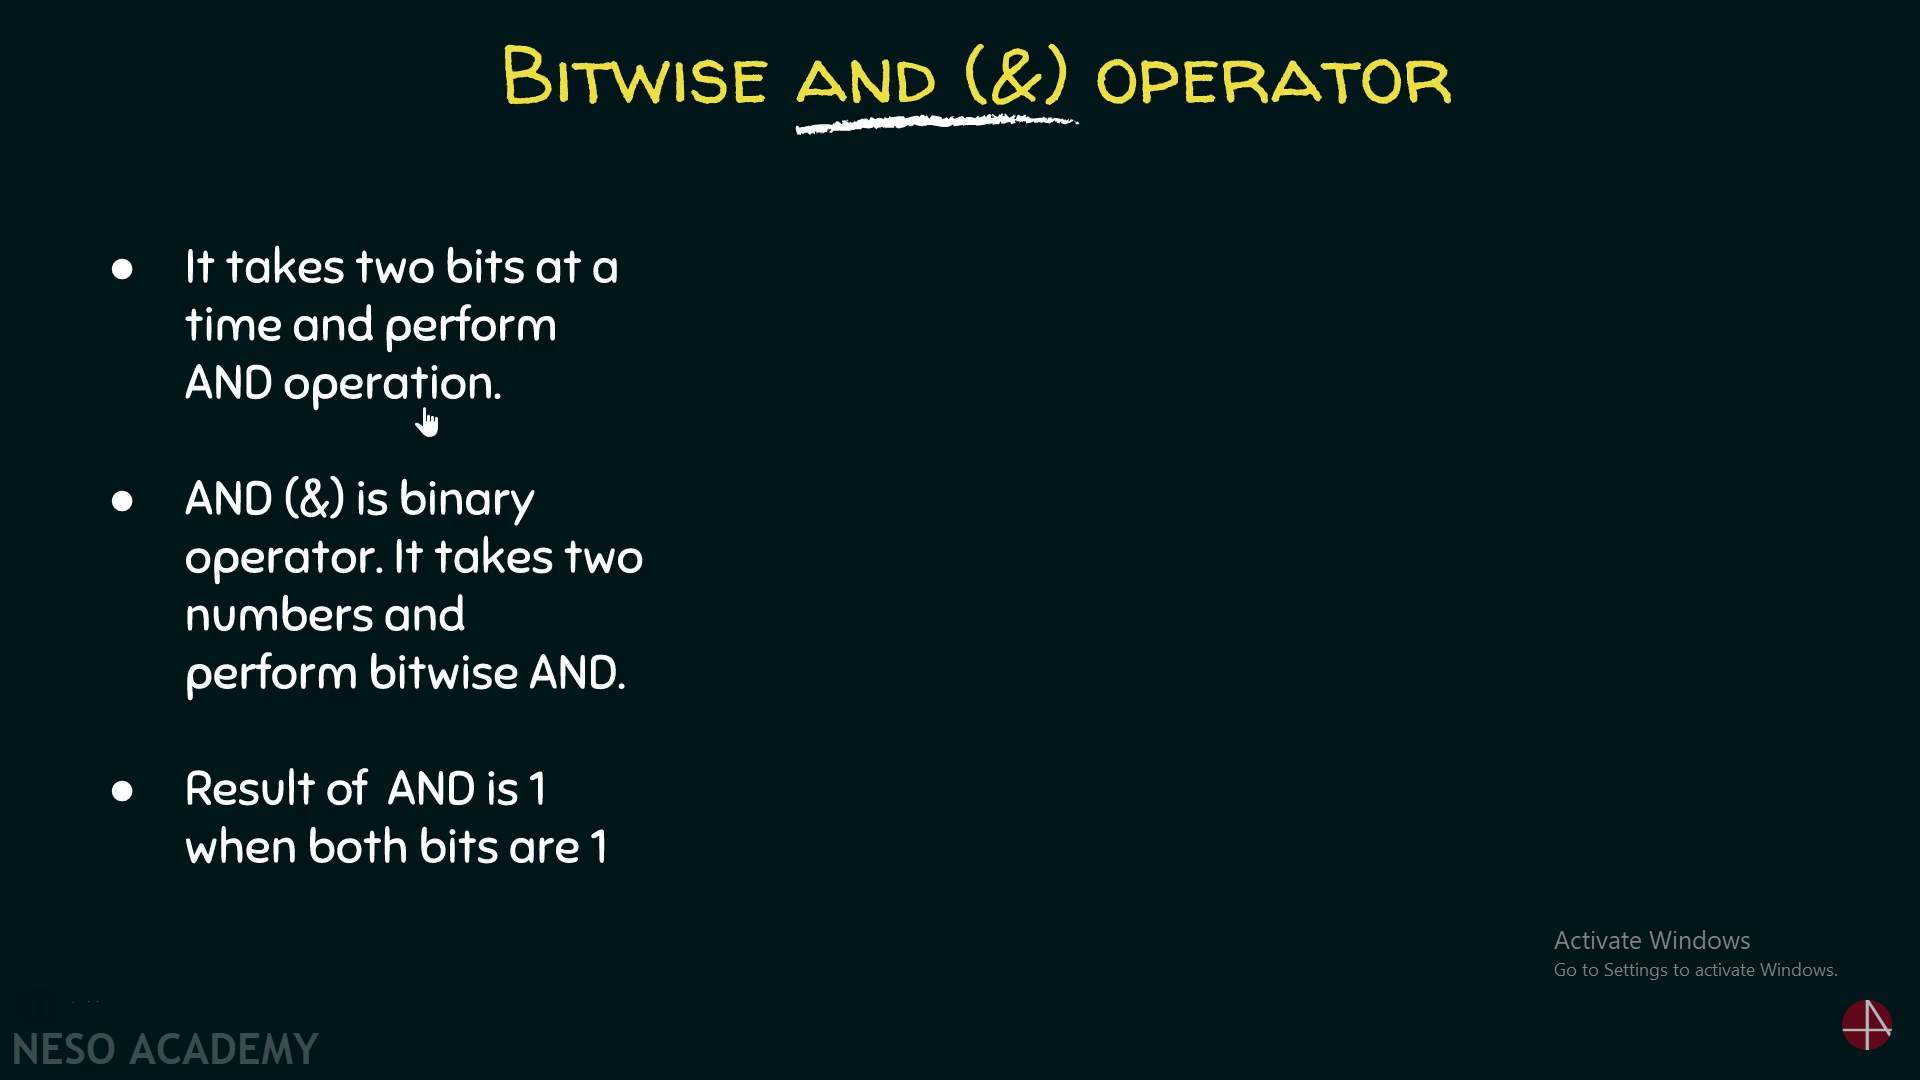 BITWISE AND (&) OPERATOR
● It takes two bits at a
time and perform
AND operation.
● AND (&) is binary
operator. It takes two
numbers and
perform bitwise AND.
● Result of AND is 1
when both bits are 1
Activate Windows
Go to Settings to activate Windows.
NESO ACADEMY